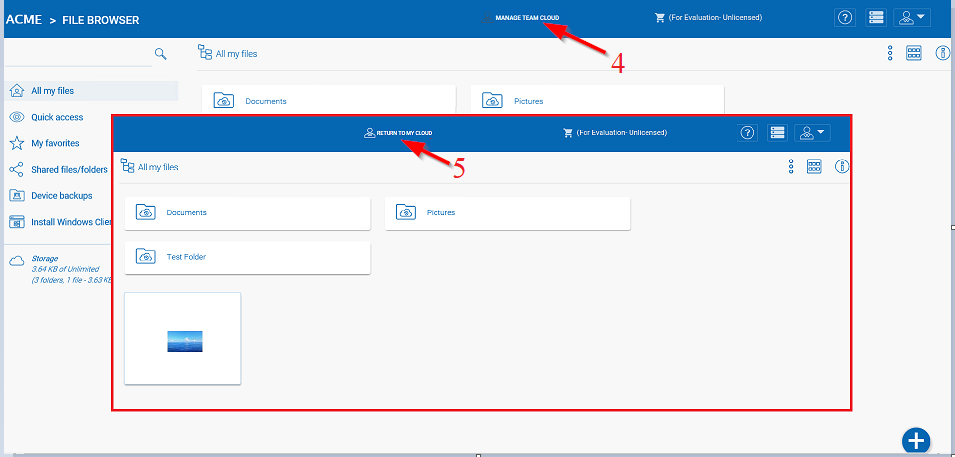 ACME > FILE BROWSER
MANAGE TEAM CLOUD
(For Evaluation- Unlicensed)
4
All my files
Documents
Pictures
All my files
Quick access
My favorites
Shared files/folders
Device backups
Install Windows Clie
Storage
3.64 KB of Unlimited
(3 folders, 1 file - 3.63 KB
RETURN TO MY CLOUD
(For Evaluation- Unlicensed)
5
All my files
Documents
Pictures
Test Folder